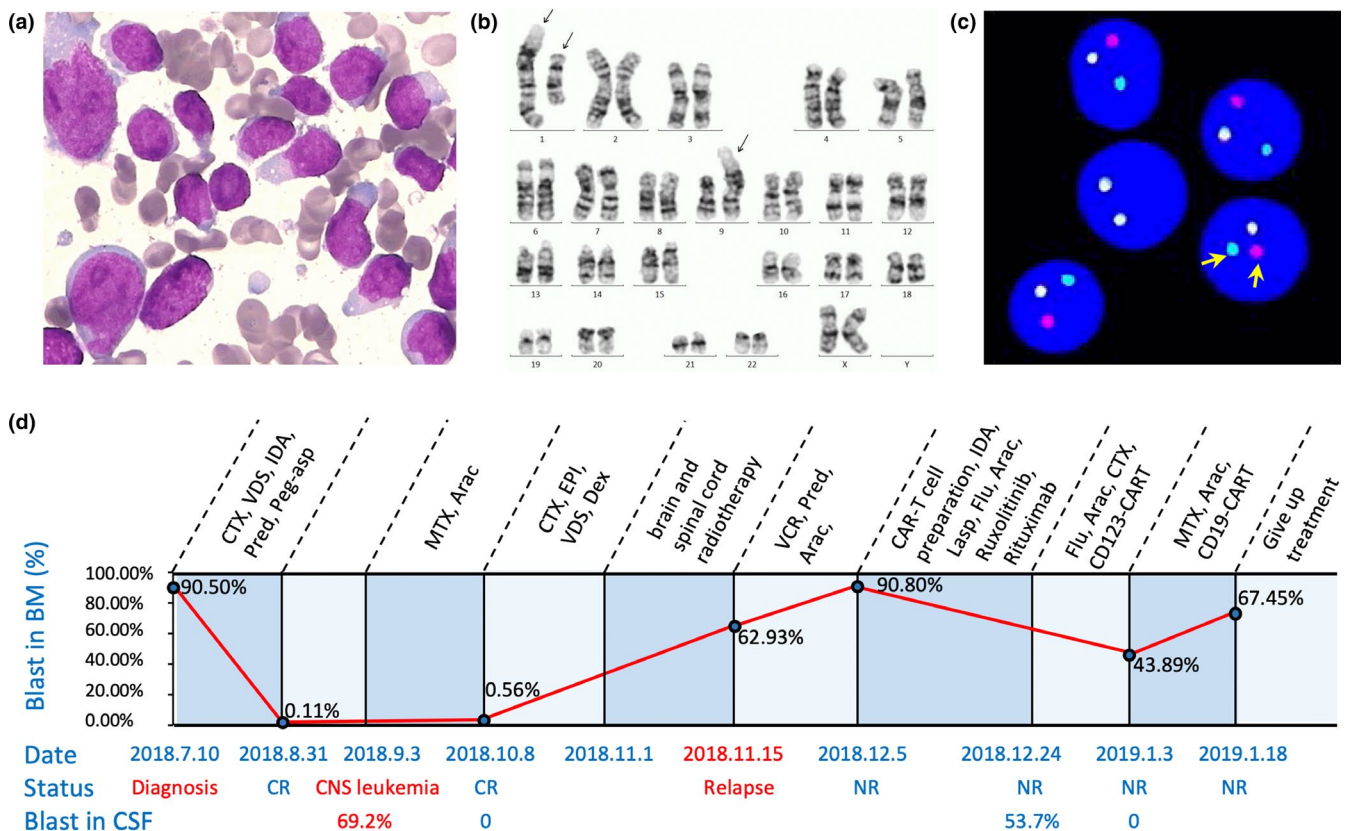 (a)
(b)
(c)
1 2 3 4 5
6 7 8 9 10 11 12
13 14 15 16 17 18
19 20 21 22 X Y
(d)
CTX, VDS, IDA,
Pred, Peg-asp
MTX, Arac
CTX, EPI,
VDS, Dex
brain and
spinal cord
radiotherapy
VCR, Pred,
Arac,
CAR-T cell
preparation, IDA,
Lasp, Flu, Arac,
Ruxolitinib,
Rituximab
Flu, Arac, CTX,
CD123-CART
MTX, Arac,
CD19-CART
Give up
treatment
Blast in BM (%)
100.00%
80.00%
60.00%
40.00%
20.00%
0.00%
90.50%
0.11%
0.56%
62.93%
90.80%
43.89%
67.45%
Date 2018.7.10 2018.8.31 2018.9.3 2018.10.8 2018.11.1 2018.11.15 2018.12.5 2018.12.24 2019.1.3 2019.1.18
Status Diagnosis CR CNS leukemia CR Relapse NR NR NR NR
Blast in CSF 69.2% 0 53.7% 0